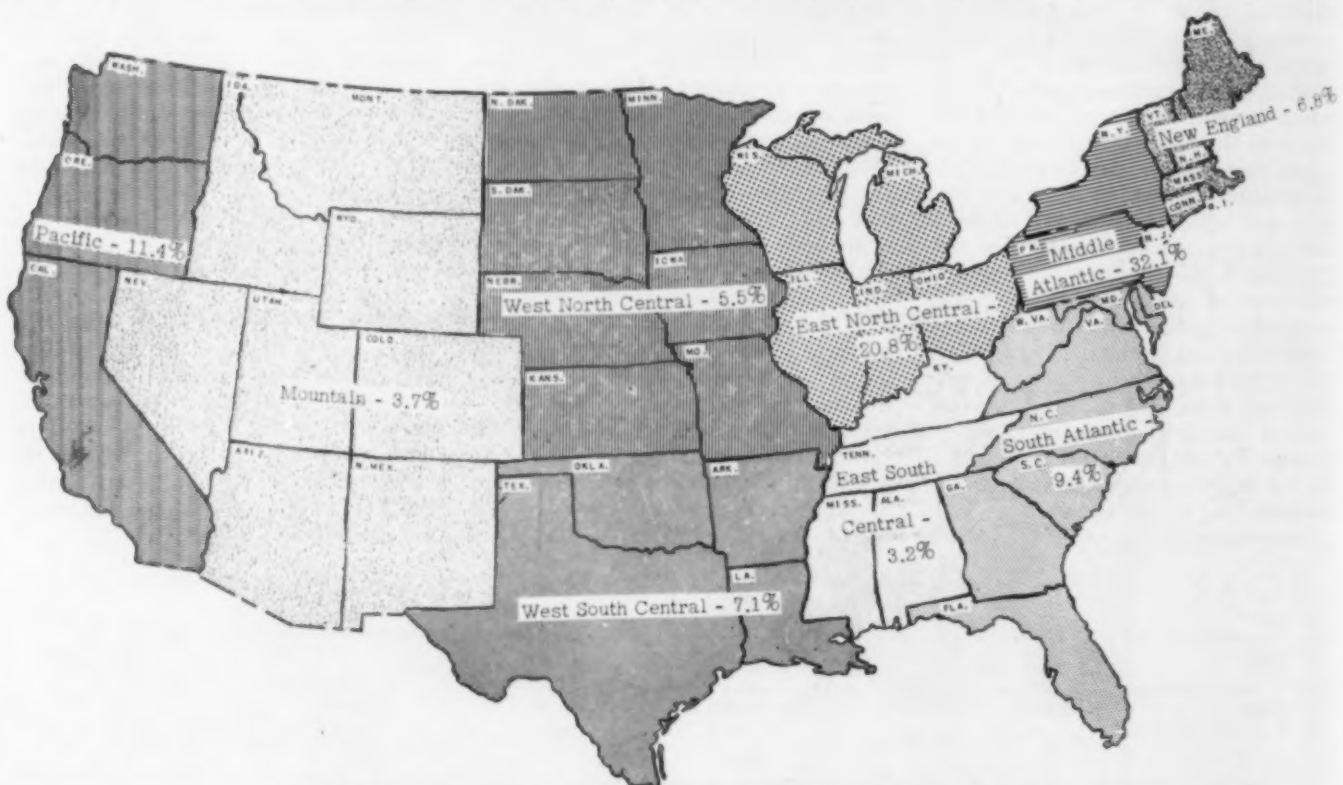 WASH.
ORE.
Pacific - 11.4%
CAL.
IDA.
MONT.
WYO.
NEV.
UTAH
COLO.
Mountain - 3.7%
ARIZ.
N.MEX.
N. DAK.
MINN.
S. DAK.
NEBR.
IOWA
West North Central - 5.5%
KANS.
MO.
TEX.
OKLA.
ARK.
LA.
West South Central - 7.1%
WIS.
MICH.
ILL.
IND.
OHIO
East North Central -
20.8%
KY.
TENN.
East South
MISS.
ALA.
Central -
3.2%
ME.
VT.
N.H.
New England - 6.8%
MASS
CONN.
R.I.
N.Y.
PA.
N.J.
Middle
Atlantic - 32.1%
MD.
DEL
W.VA.
VA.
N.C.
South Atlantic -
S.C.
9.4%
GA.
FLA.